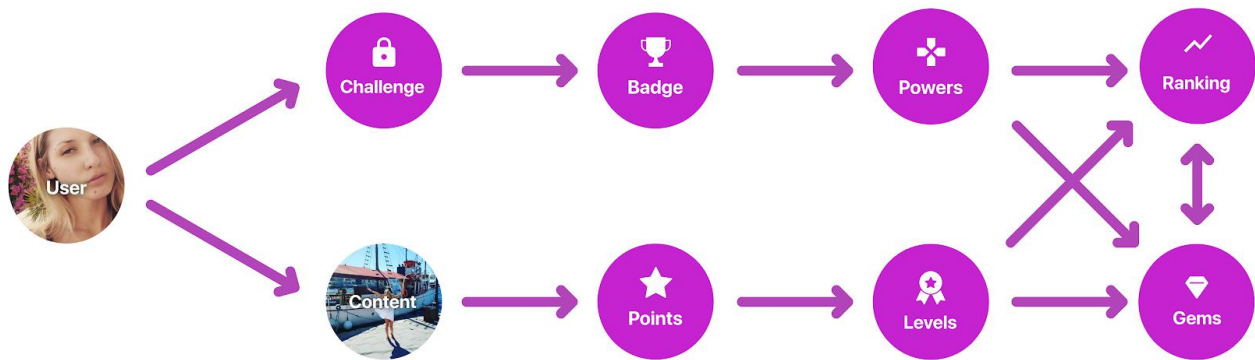 Challenge
Badge
Powers
Ranking
User
Content
Points
Levels
Gems